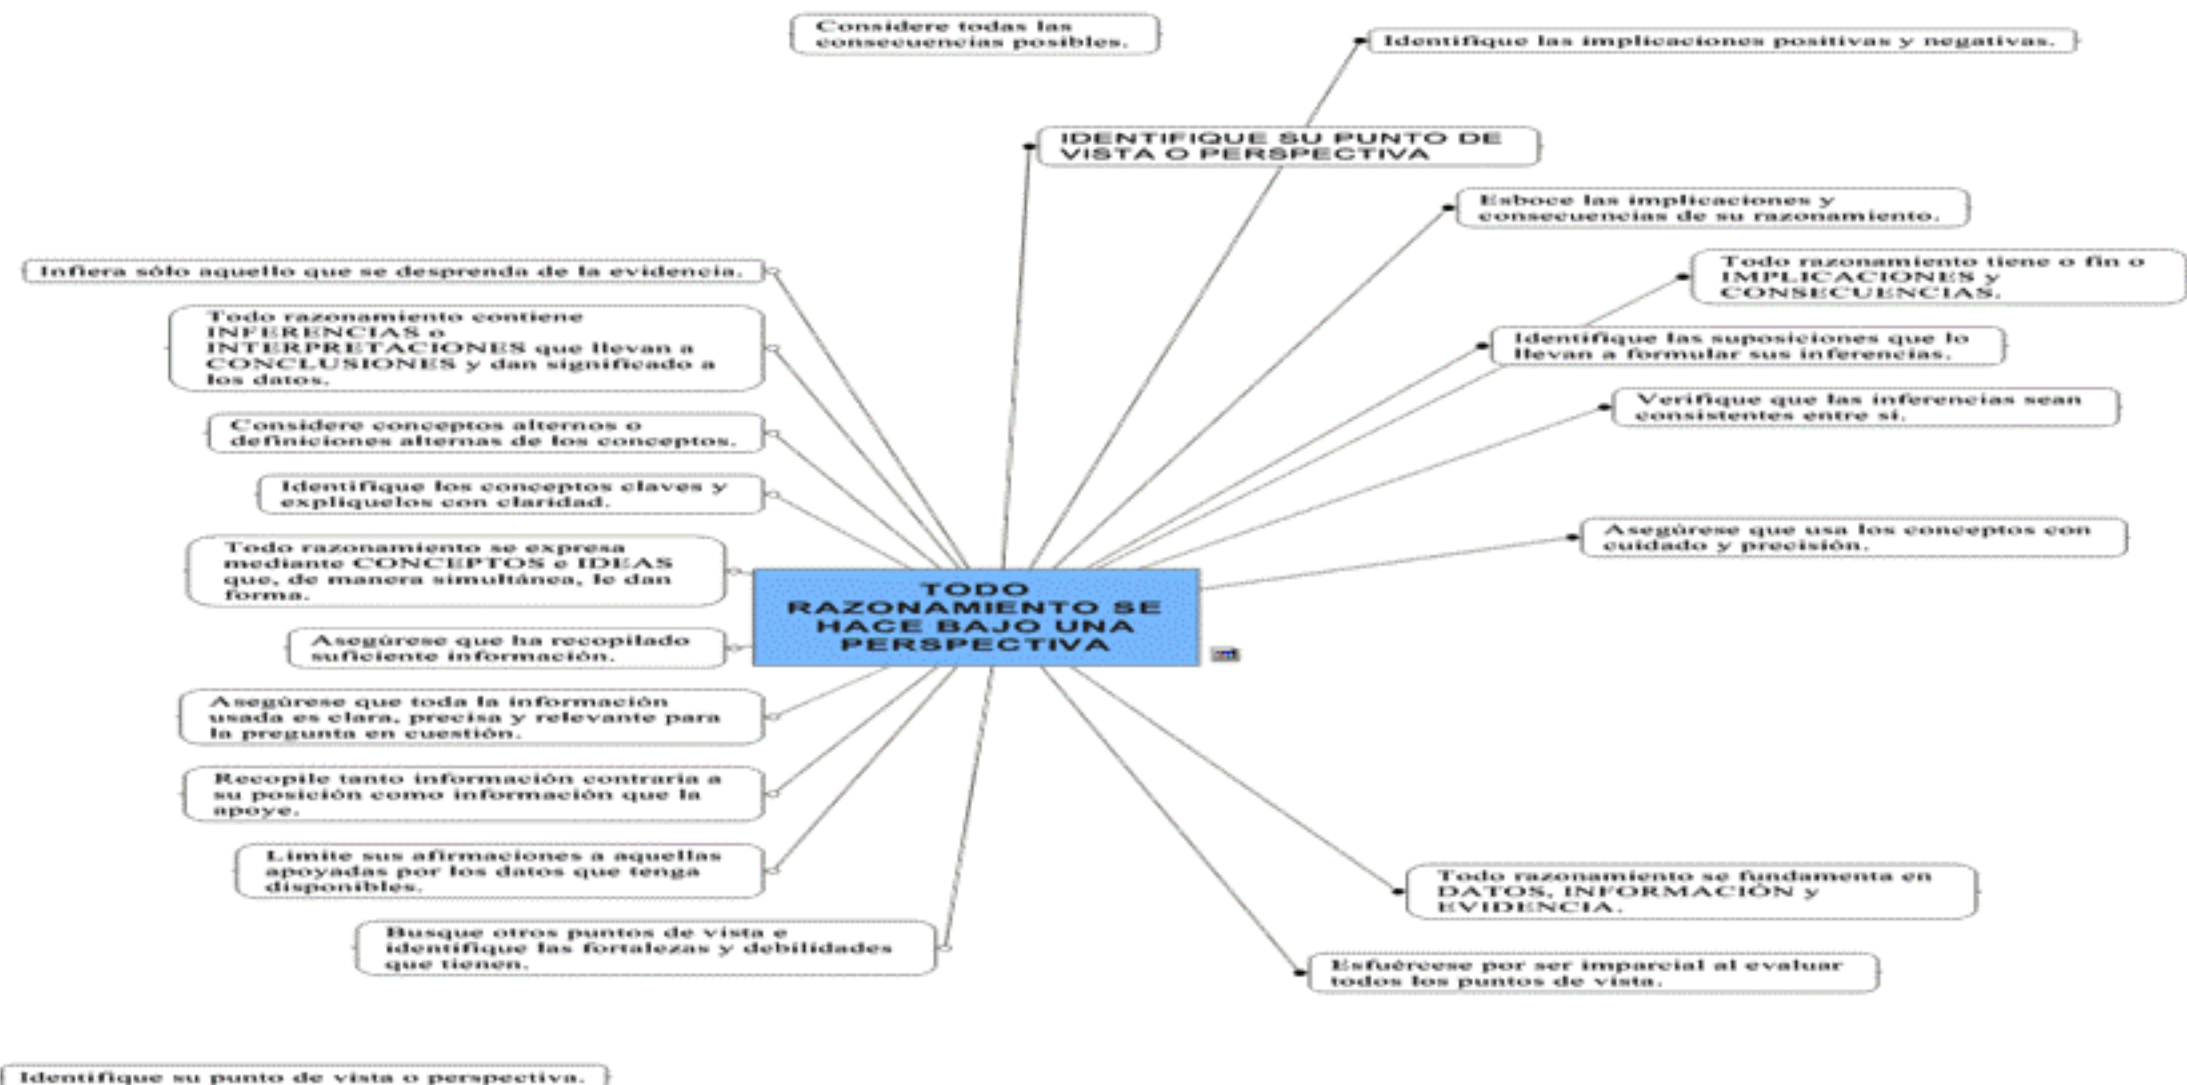 Considere todas las
consecuencias posibles.
Identifique las implicaciones positivas y negativas.
IDENTIFIQUE SU PUNTO DE
VISTA O PERSPECTIVA
Esboce las implicaciones y
consecuencias de su razonamiento.
Todo razonamiento tiene o fin o
IMPLICACIONES y
CONSECUENCIAS.
Identifique las suposiciones que lo
llevan a formular sus inferencias.
Verifique que las inferencias sean
consistentes entre sí.
Asegúrese que usa los conceptos con
cuidado y precisión.
Infiera sólo aquello que se desprenda de la evidencia.
Todo razonamiento contiene
INFERENCIAS o
INTERPRETACIONES que llevan a
CONCLUSIONES y dan significado a
los datos.
Considere conceptos alternos o
definiciones alternas de los conceptos.
Identifique los conceptos claves y
explíquelos con claridad.
Todo razonamiento se expresa
mediante CONCEPTOS e IDEAS
que, de manera simultánea, le dan
forma.
TODO
RAZONAMIENTO SE
HACE BAJO UNA
PERSPECTIVA
Asegúrese que ha recopilado
suficiente información.
Asegúrese que toda la información
usada es clara, precisa y relevante para
la pregunta en cuestión.
Recopile tanto información contraria a
su posición como información que la
apoye.
Limite sus afirmaciones a aquellas
apoyadas por los datos que tenga
disponibles.
Busque otros puntos de vista e
identifique las fortalezas y debilidades
que tienen.
Todo razonamiento se fundamenta en
DATOS, INFORMACIÓN y
EVIDENCIA.
Esfuércese por ser imparcial al evaluar
todos los puntos de vista.
Identifique su punto de vista o perspectiva.